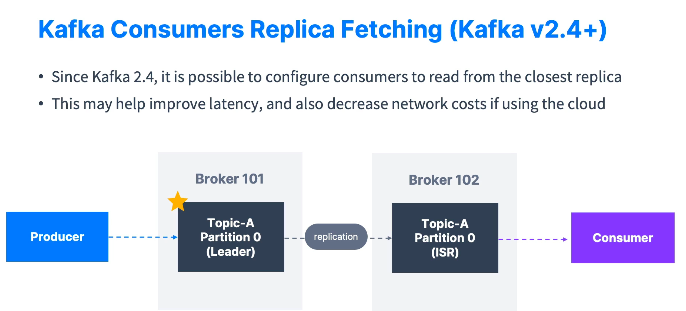 Kafka Consumers Replica Fetching (Kafka v2.4+)
• Since Kafka 2.4, it is possible to configure consumers to read from the closest replica
• This may help improve latency, and also decrease network costs if using the cloud
Broker 101
Broker 102
Producer
Topic-A
Partition 0
(Leader)
replication
Topic-A
Partition 0
(ISR)
Consumer